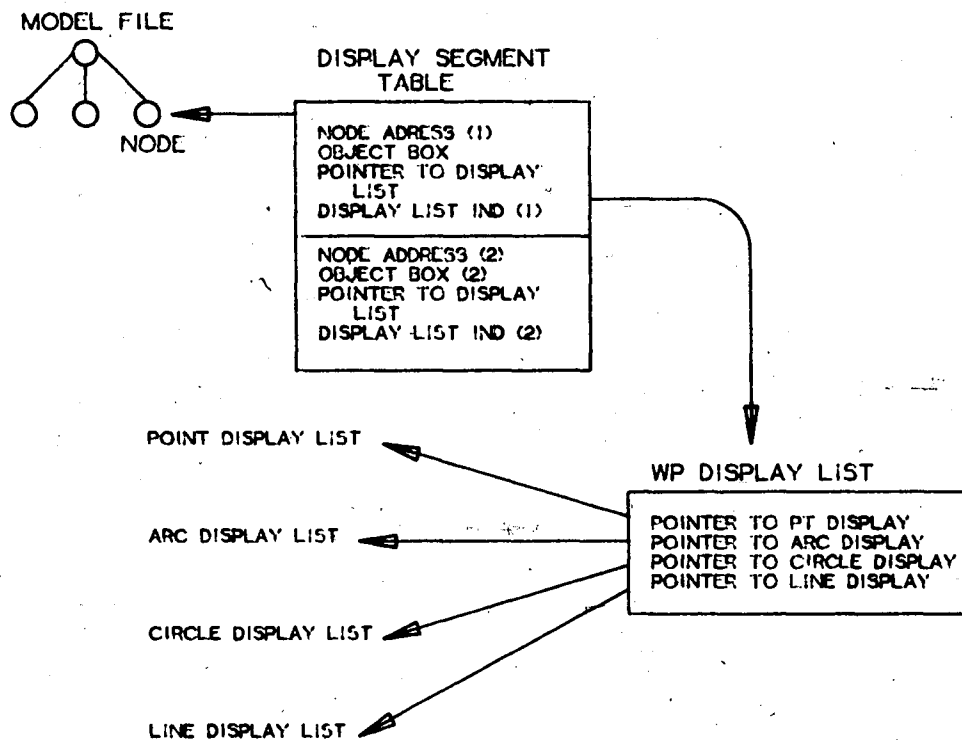 MODEL FILE
NODE
DISPLAY SEGMENT
TABLE
NODE ADRESS (1)
OBJECT BOX
POINTER TO DISPLAY
LIST
DISPLAY LIST IND (1)
NODE ADDRESS (2)
OBJECT BOX (2)
POINTER TO DISPLAY
LIST
DISPLAY LIST IND (2)
POINT DISPLAY LIST
ARC DISPLAY LIST
CIRCLE DISPLAY LIST
LINE DISPLAY LIST
WP DISPLAY LIST
POINTER TO PT DISPLAY
POINTER TO ARC DISPLAY
POINTER TO CIRCLE DISPLAY
POINTER TO LINE DISPLAY